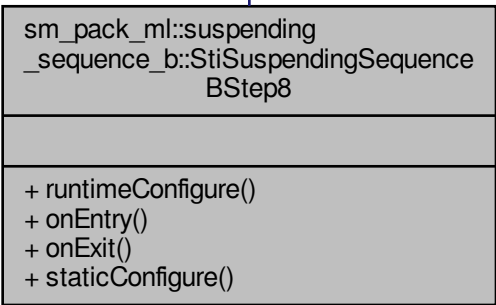 sm_pack_ml::suspending
_sequence_b::StiSuspendingSequence
BStep8
+ runtimeConfigure()
+ onEntry()
+ onExit()
+ staticConfigure()